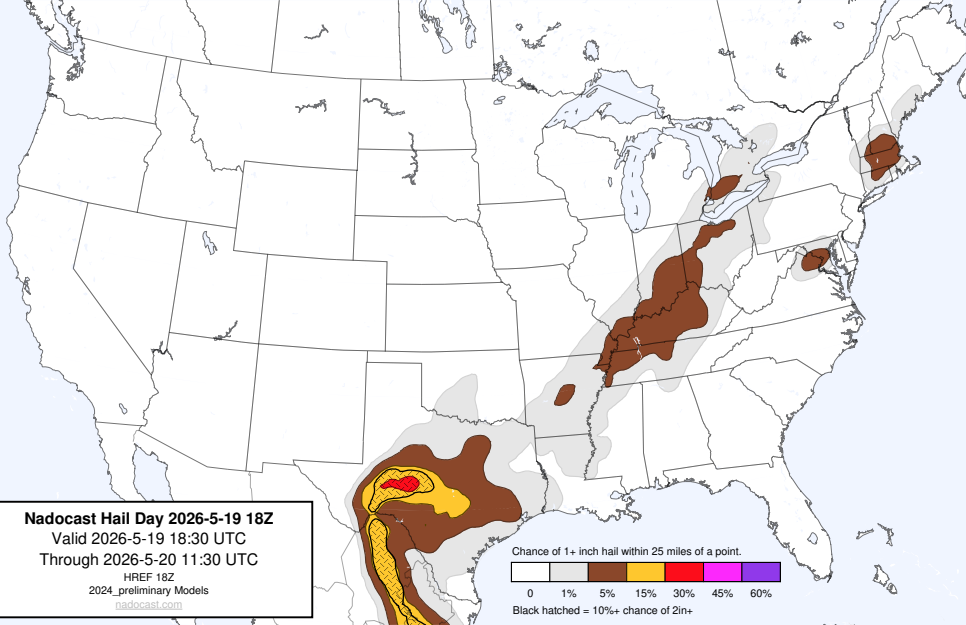 Nadocast Hail Day 2026-5-19 18Z
Valid 2026-5-19 18:30 UTC
Through 2026-5-20 11:30 UTC
HREF 18Z
2024_preliminary Models
nadocast.com
Chance of 1+ inch hail within 25 miles of a point.
0 1% 5% 15% 30% 45% 60%
Black hatched = 10%+ chance of 2in+